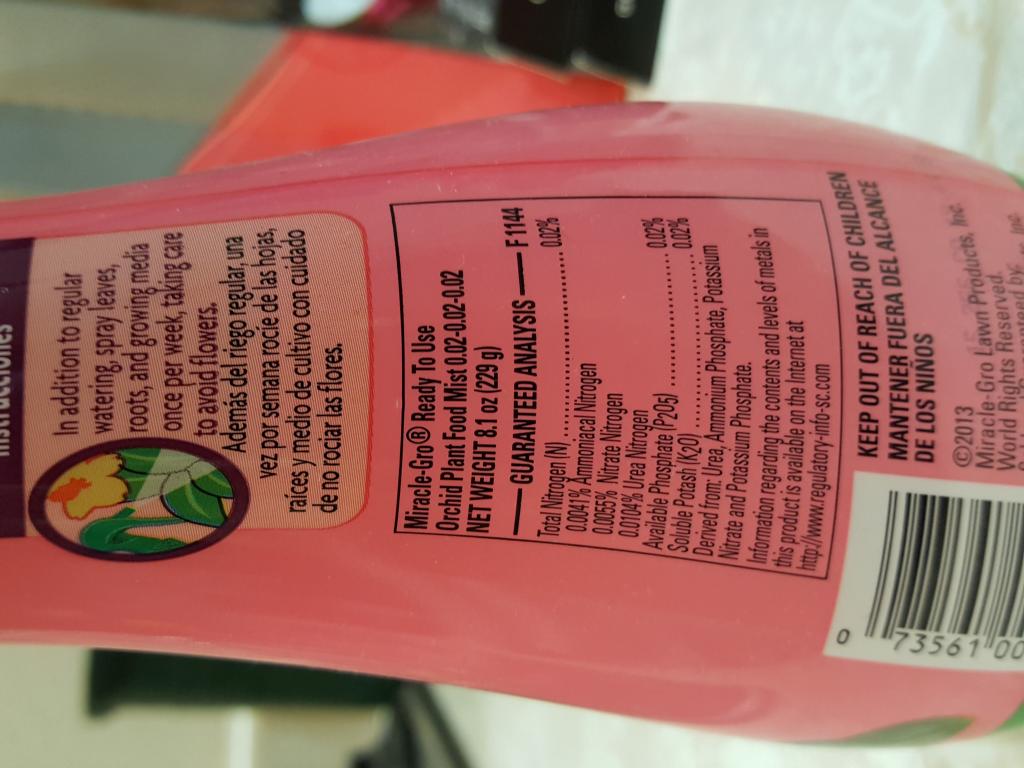 Instrucciones
In addition to regular
watering, spray leaves,
roots, and growing media
once per week, taking care
to avoid flowers.
Además del riego regular una
vez por semana rocíe de las hojas,
raíces y medio de cultivo con cuidado
de no rociar las flores.
Miracle-Gro® Ready To Use
Orchid Plant Food Mist 0.02-0.02-0.02
NET WEIGHT 8.1 oz (229 g)
GUARANTEED ANALYSIS F1144
Total Nitrogen (N) 0.02%
0.0041% Ammoniacal Nitrogen
0.0055% Nitrate Nitrogen
0.0104% Urea Nitrogen
Available Phosphate (P2O5) 0.02%
Soluble Potash (K2O) 0.02%
Derived from: Urea, Ammonium Phosphate, Potassium
Nitrate and Potassium Phosphate.
Information regarding the contents and levels of metals in
this product is available on the Internet at
http://www.regulatory-info-sc.com
KEEP OUT OF REACH OF CHILDREN
MANTENER FUERA DEL ALCANCE
DE LOS NIÑOS
©2013
Miracle-Gro Lawn Products, Inc.
World Rights Reserved.
0 73561 00